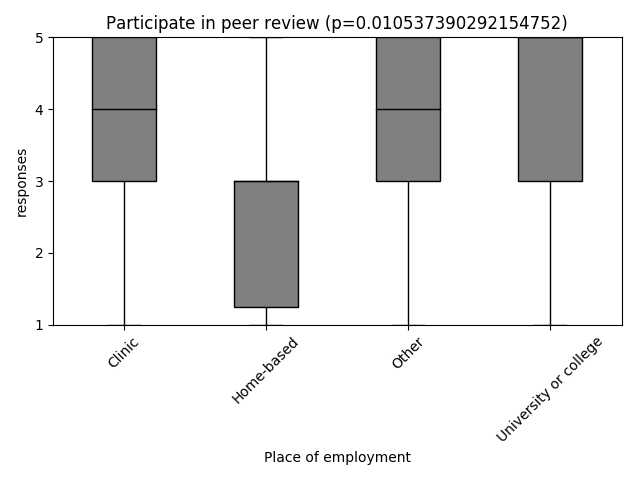 Participate in peer review (p=0.010537390292154752)
5
4
3
2
1
responses
Clinic
Home-based
Other
University or college
Place of employment